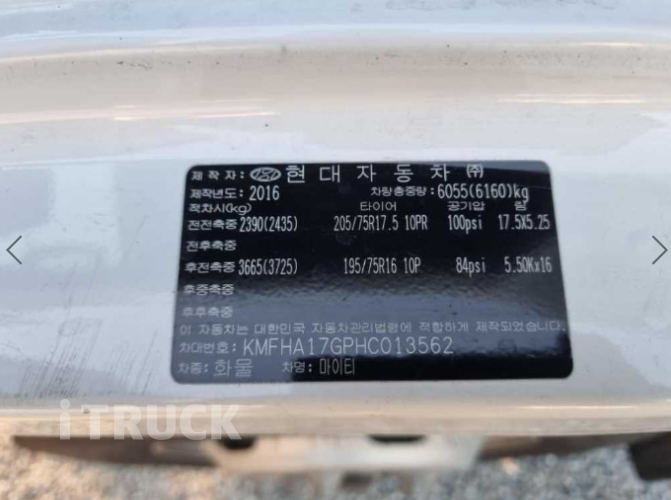 제작자: 현대자동차㈜
제작년도: 2016 차량총중량: 6055(6160)kg
적차시(kg) 타이어 공기압 림
전전축중 2390(2435) 205/75R17.5 10PR 100psi 17.5X5.25
전후축중
후전축중 3665(3725) 195/75R16 10P 84psi 5.50Kx16
후중축중
후후축중
이 자동차는 대한민국 자동차관리법령에 적합하게 제작되었습니다.
차대번호: KMFHA17GPHC013562
차종: 화물 차명: 마이티
iTRUCK